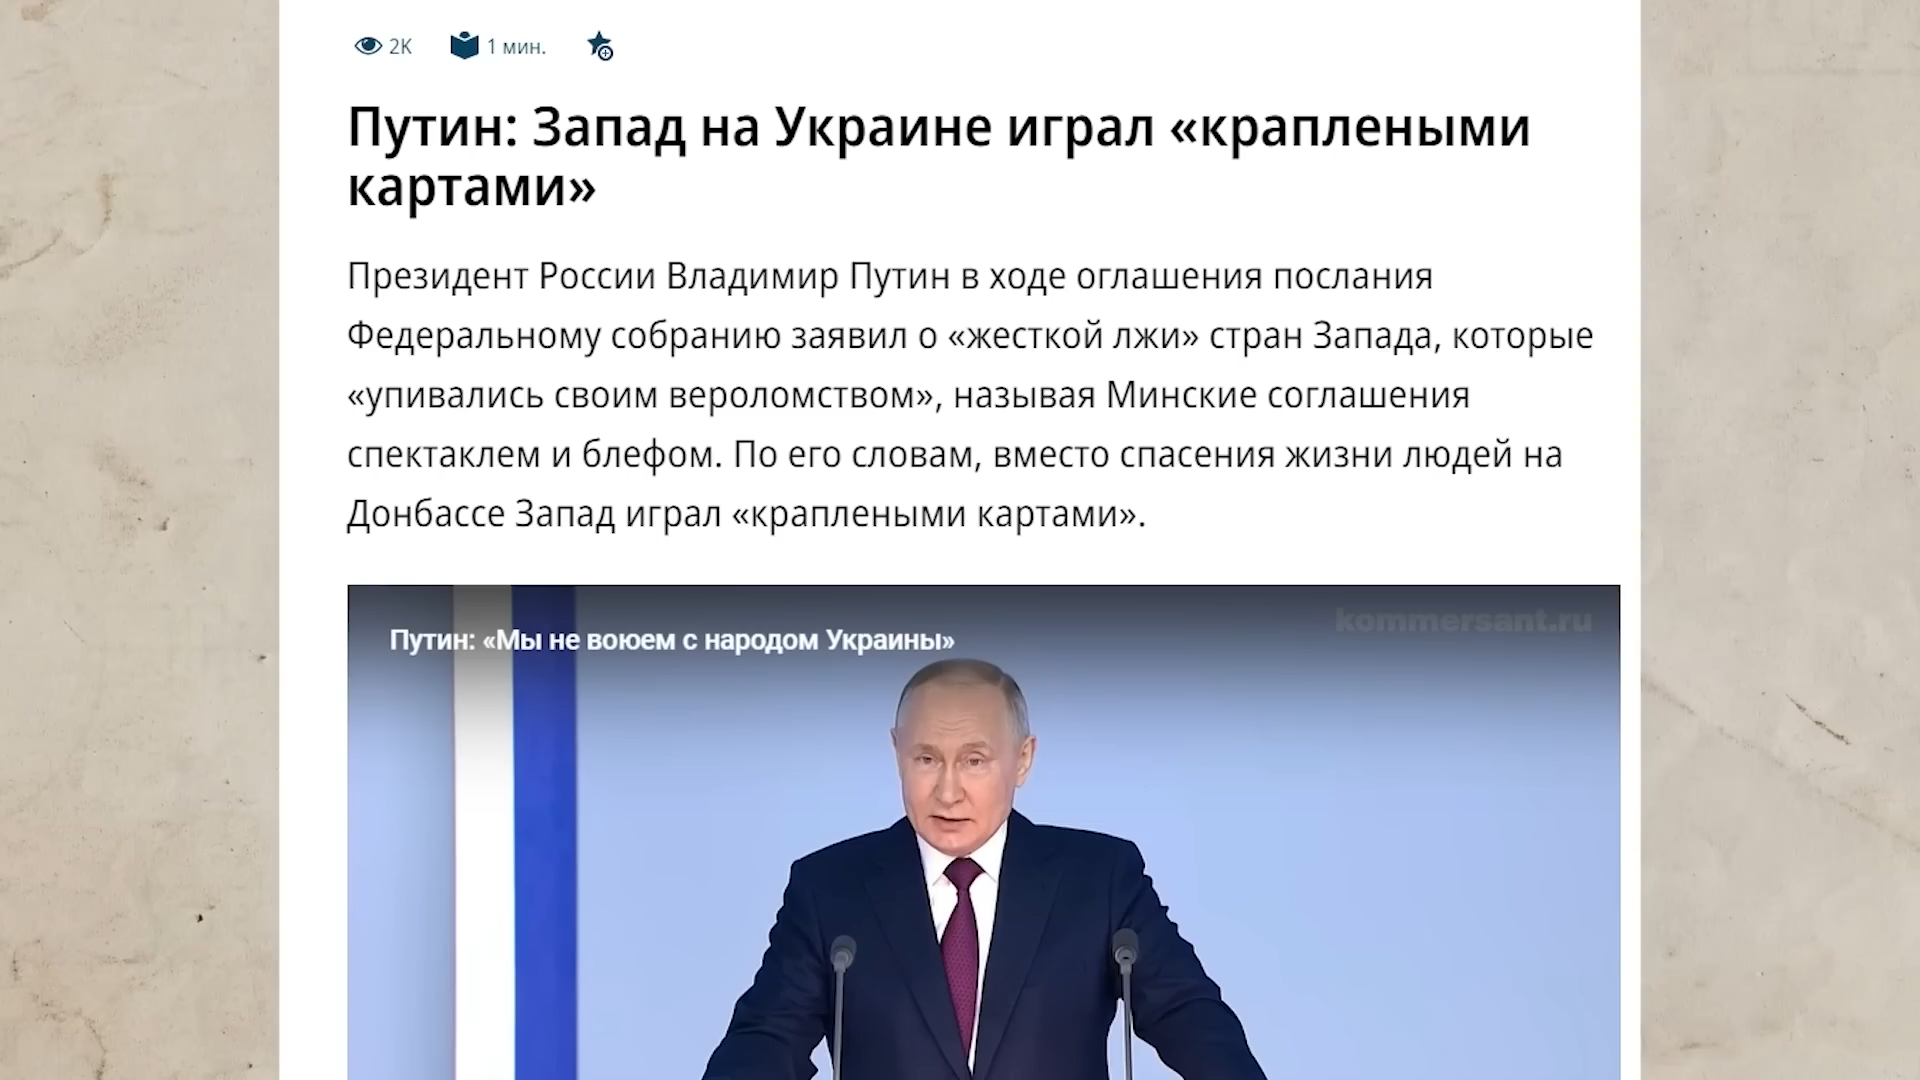 2K
1 мин.
Путин: Запад на Украине играл «краплеными
картами»
Президент России Владимир Путин в ходе оглашения послания
Федеральному собранию заявил о «жесткой лжи» стран Запада, которые
«упивались своим вероломством», называя Минские соглашения
спектаклем и блефом. По его словам, вместо спасения жизни людей на
Донбассе Запад играл «краплеными картами».
kommersant.ru
Путин: «Мы не воюем с народом Украины»